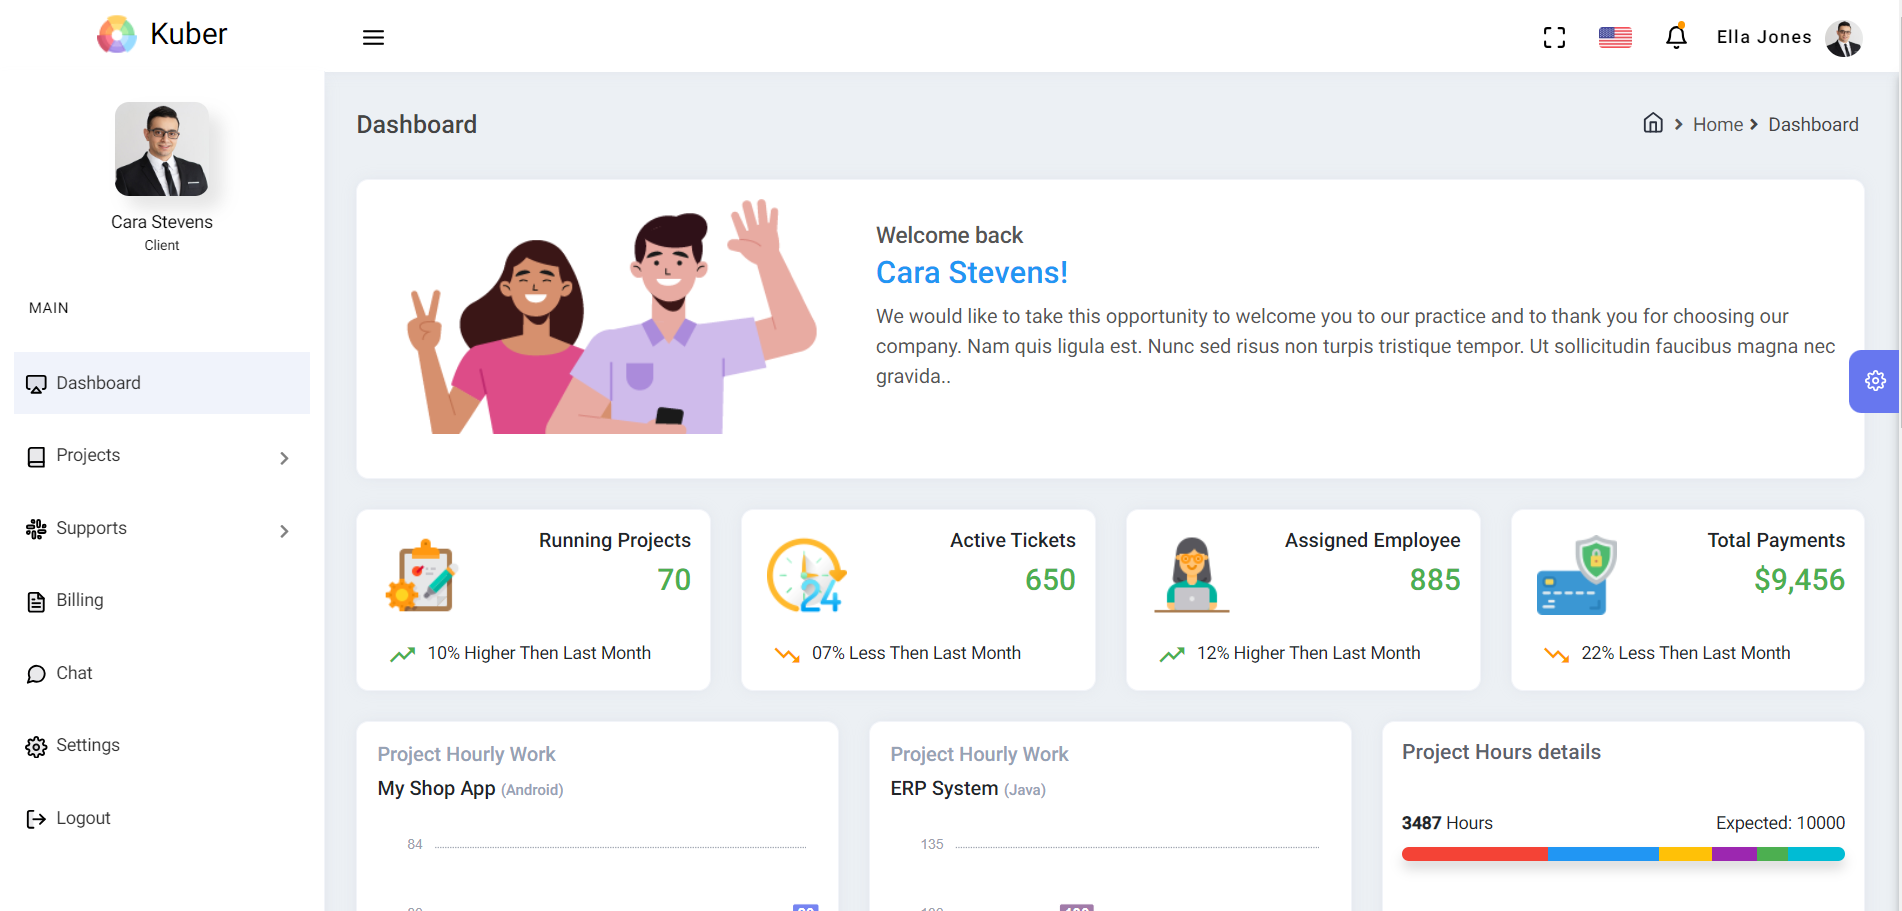 Kuber
Ella Jones
Cara Stevens
Client
MAIN
Dashboard
Projects
Supports
Billing
Chat
Settings
Logout
Dashboard
Home
Dashboard
Welcome back
Cara Stevens!
We would like to take this opportunity to welcome you to our practice and to thank you for choosing our
company. Nam quis ligula est. Nunc sed risus non turpis tristique tempor. Ut sollicitudin faucibus magna nec
gravida..
Running Projects
70
10% Higher Then Last Month
Active Tickets
650
24
07% Less Then Last Month
Assigned Employee
885
12% Higher Then Last Month
Total Payments
$9,456
22% Less Then Last Month
Project Hourly Work
My Shop App (Android)
84
Project Hourly Work
ERP System (Java)
135
Project Hours details
3487 Hours
Expected: 10000